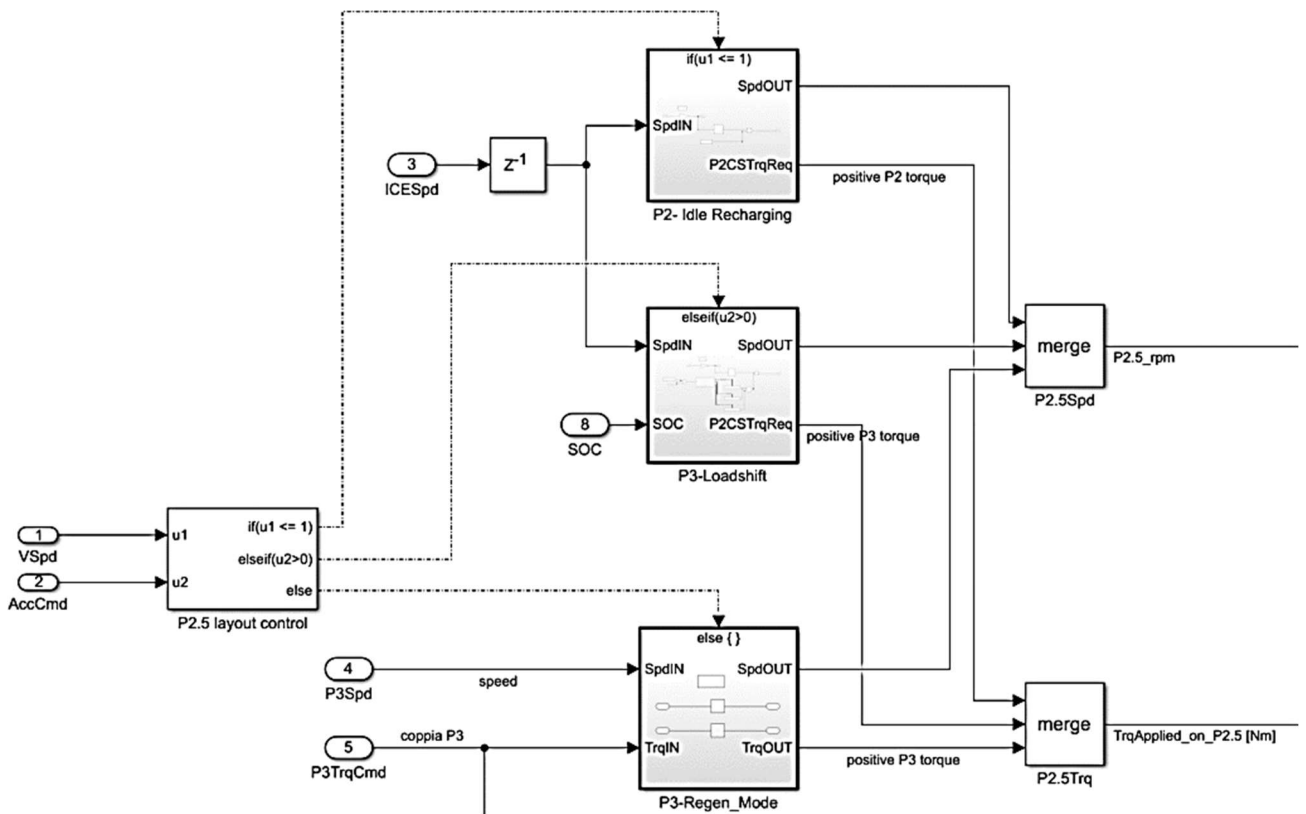 if(u1 <= 1)
SpdOUT
SpdIN
P2CSTrqReq
P2- Idle Recharging
positive P2 torque
3
ICESpd
Z-1
elseif(u2>0)
SpdIN
SpdOUT
SOC
P2CSTrqReq
P3-Loadshift
positive P3 torque
8
SOC
merge
P2.5Spd
P2.5_rpm
1
VSpd
2
AccCmd
u1
u2
if(u1 <= 1)
elseif(u2>0)
else
P2.5 layout control
else { }
SpdIN
SpdOUT
TrqIN
TrqOUT
P3-Regen_Mode
4
P3Spd
speed
5
P3TrqCmd
coppia P3
positive P3 torque
merge
P2.5Trq
TrqApplied_on_P2.5 [Nm]